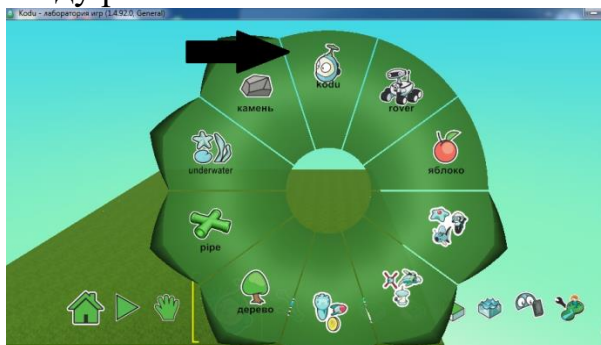 Kodu - лаборатория игр (1.4.92.0, General)
kodu
камень
rover
underwater
яблоко
pipe
дерево